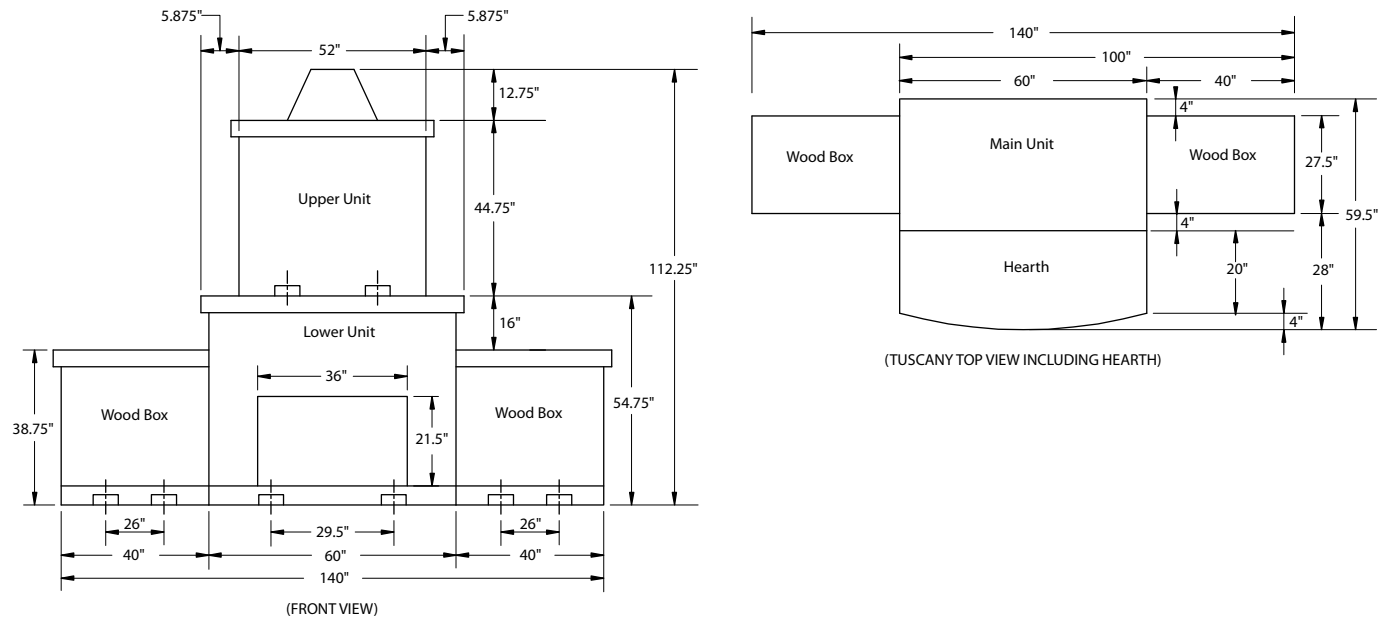 5.875"
5.875"
52"
12.75"
Upper Unit
44.75"
112.25"
16"
Lower Unit
36"
Wood Box
Wood Box
54.75"
38.75"
21.5"
26"
29.5"
26"
40"
60"
40"
140"
(FRONT VIEW)
140"
100"
60"
40"
4"
Main Unit
Wood Box
Wood Box
27.5"
59.5"
4"
Hearth
20"
28"
4"
(TUSCANY TOP VIEW INCLUDING HEARTH)